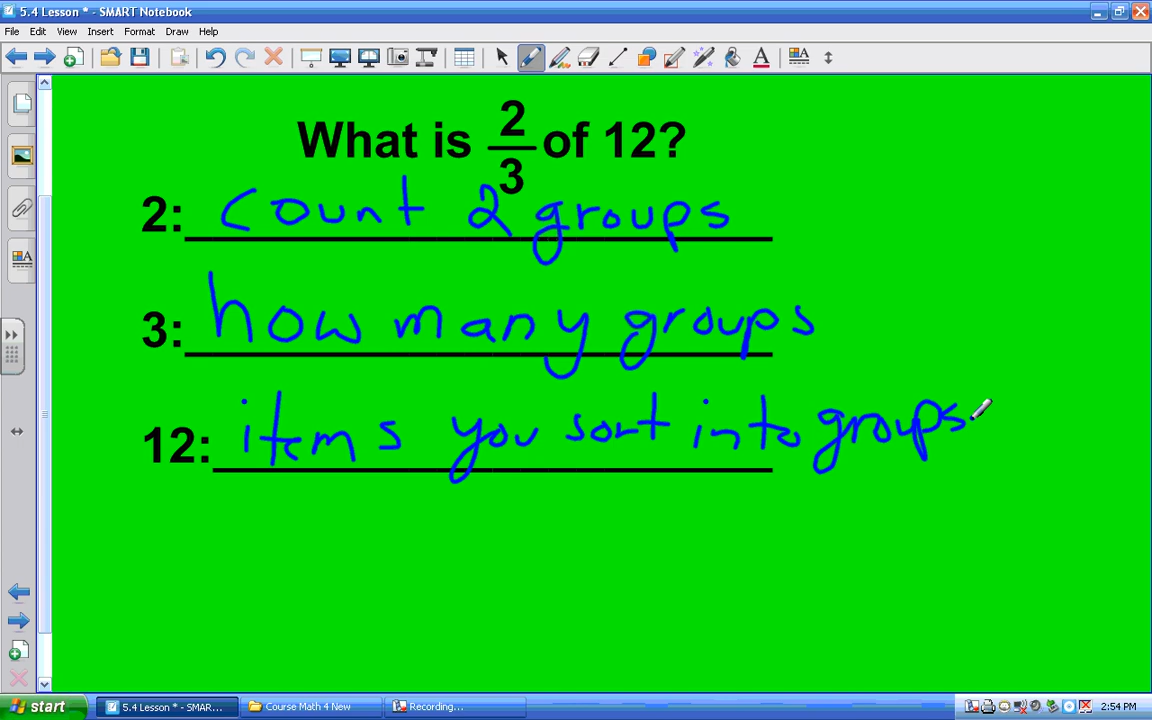 5.4 Lesson * - SMART Notebook
File Edit View Insert Format Draw Help
What is 2/3 of 12?
2: count 2 groups
3: how many groups
12: items you sort into groups
start 5.4 Lesson * - SMAR... Course Math 4 New Recording... 2:54 PM